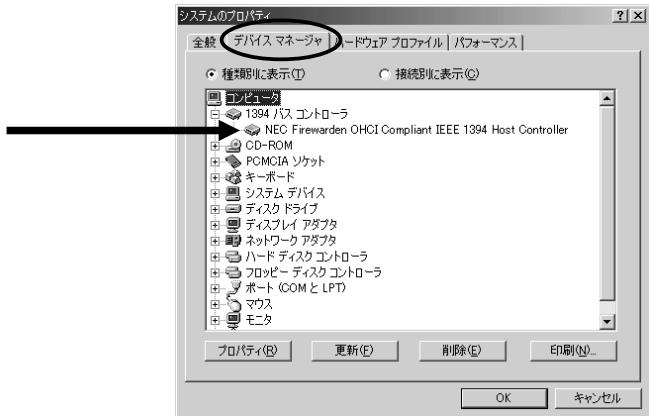 システムのプロパティ
全般
デバイス マネージャ
ハードウェア プロファイル
パフォーマンス
種類別に表示(T)
接続別に表示(C)
コンピュータ
1394 バス コントローラ
NEC Firewarden OHCI Compliant IEEE 1394 Host Controller
CD-ROM
PCMCIA ソケット
キーボード
システム デバイス
ディスク ドライブ
ディスプレイ アダプタ
ネットワーク アダプタ
ハード ディスク コントローラ
フロッピー ディスク コントローラ
ポート (COM と LPT)
マウス
モニタ
プロパティ(R)
更新(F)
削除(E)
印刷(N)...
OK
キャンセル